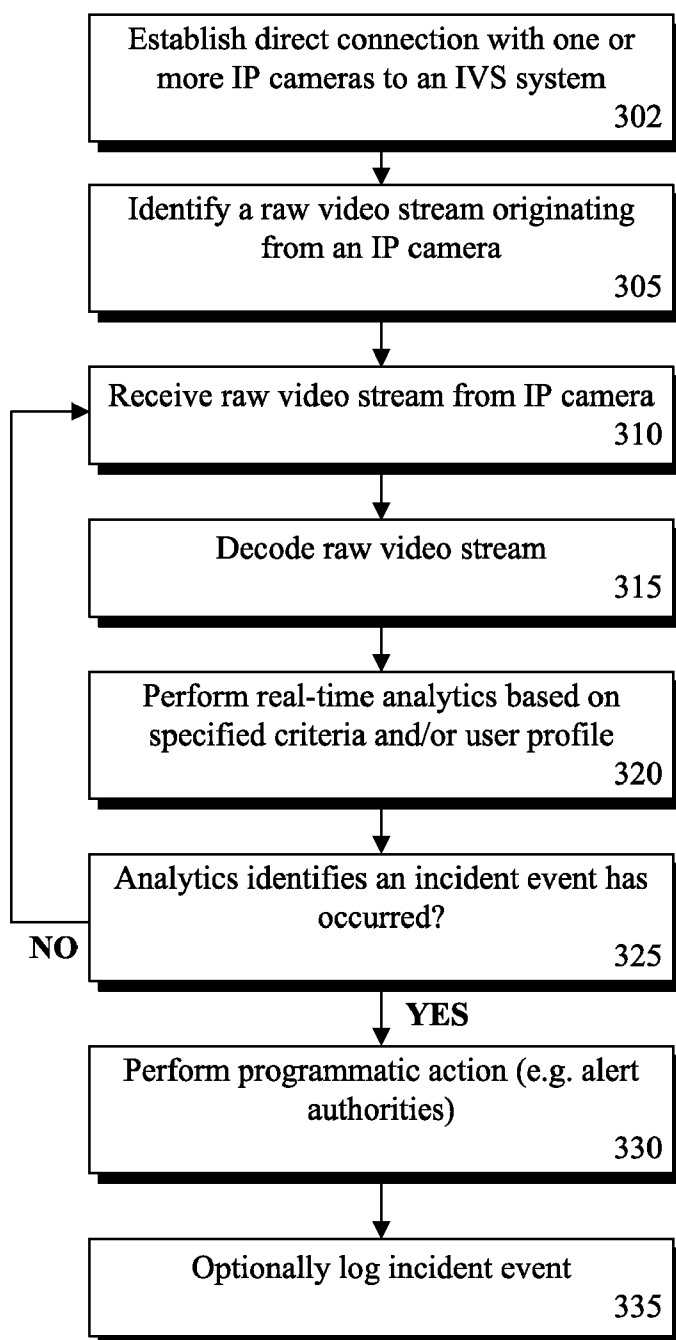 Establish direct connection with one or
more IP cameras to an IVS system
302
Identify a raw video stream originating
from an IP camera
305
Receive raw video stream from IP camera
310
Decode raw video stream
315
Perform real-time analytics based on
specified criteria and/or user profile
320
Analytics identifies an incident event has
occurred?
325
NO
YES
Perform programmatic action (e.g. alert
authorities)
330
Optionally log incident event
335